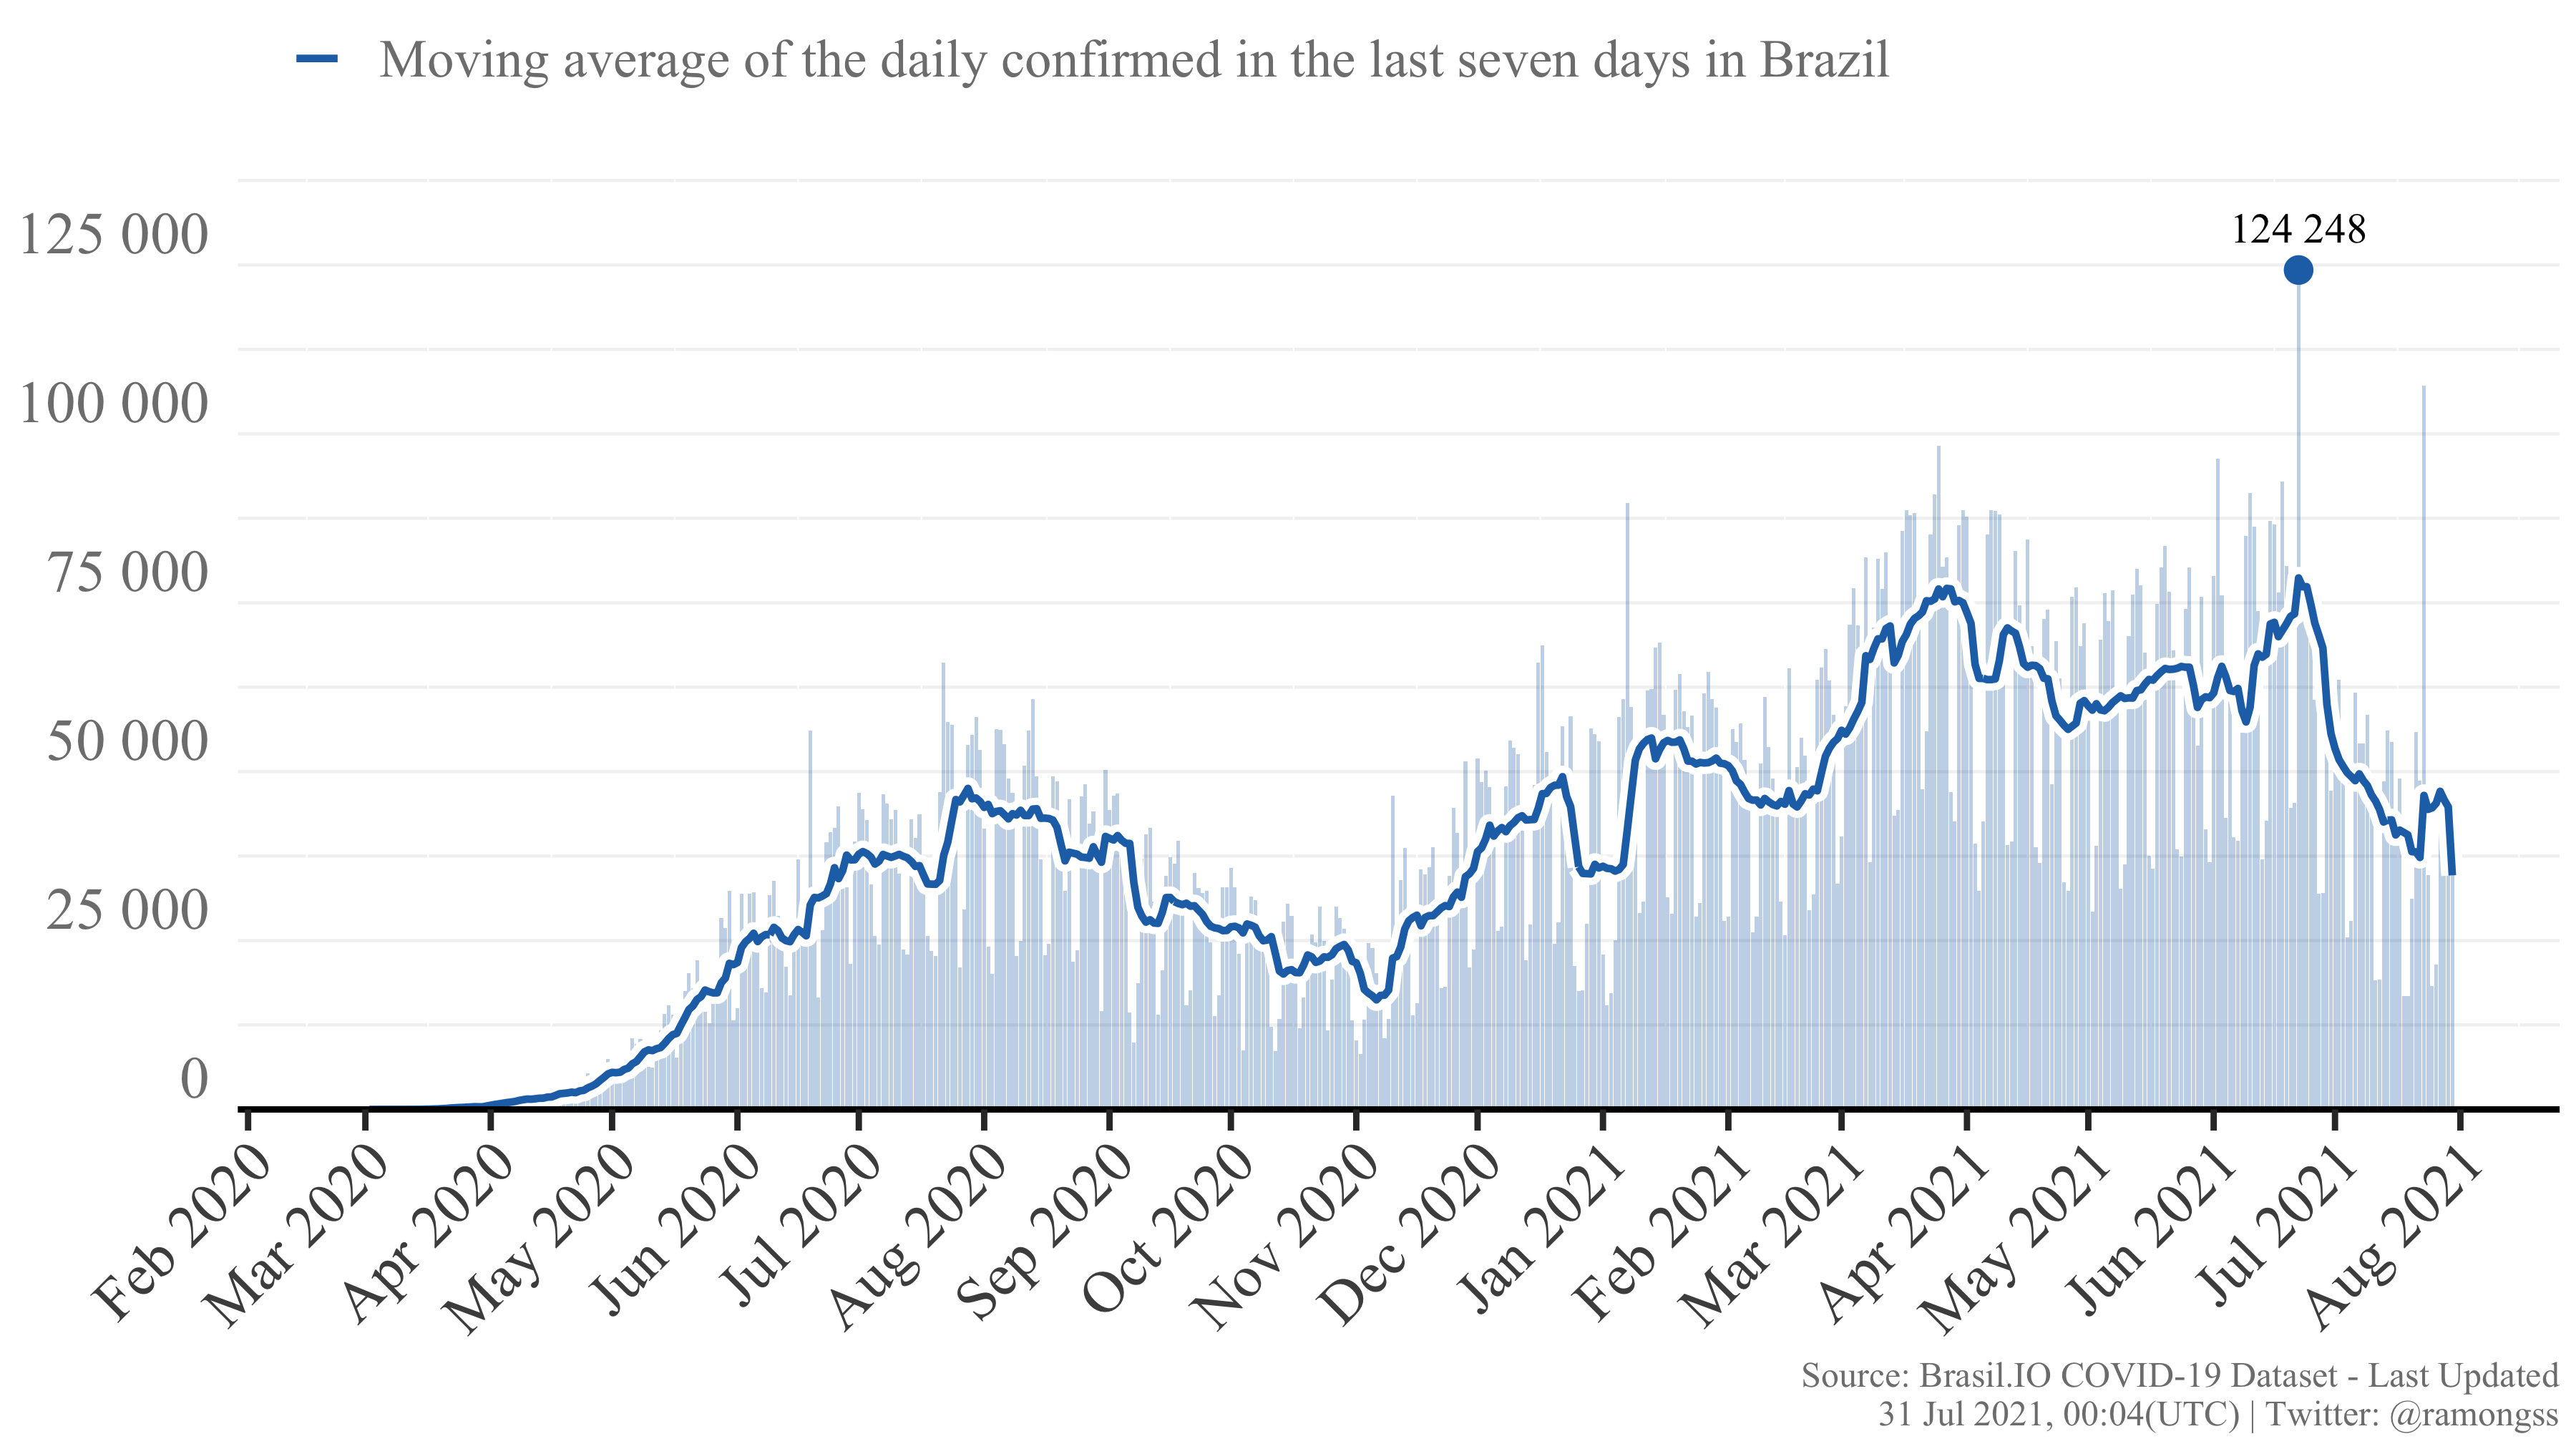 Moving average of the daily confirmed in the last seven days in Brazil
124 248
125 000
100 000
75 000
50 000
25 000
0
Feb 2020
Mar 2020
Apr 2020
May 2020
Jun 2020
Jul 2020
Aug 2020
Sep 2020
Oct 2020
Nov 2020
Dec 2020
Jan 2021
Feb 2021
Mar 2021
Apr 2021
May 2021
Jun 2021
Jul 2021
Aug 2021
Source: Brasil.IO COVID-19 Dataset - Last Updated
31 Jul 2021, 00:04(UTC) | Twitter: @ramongss